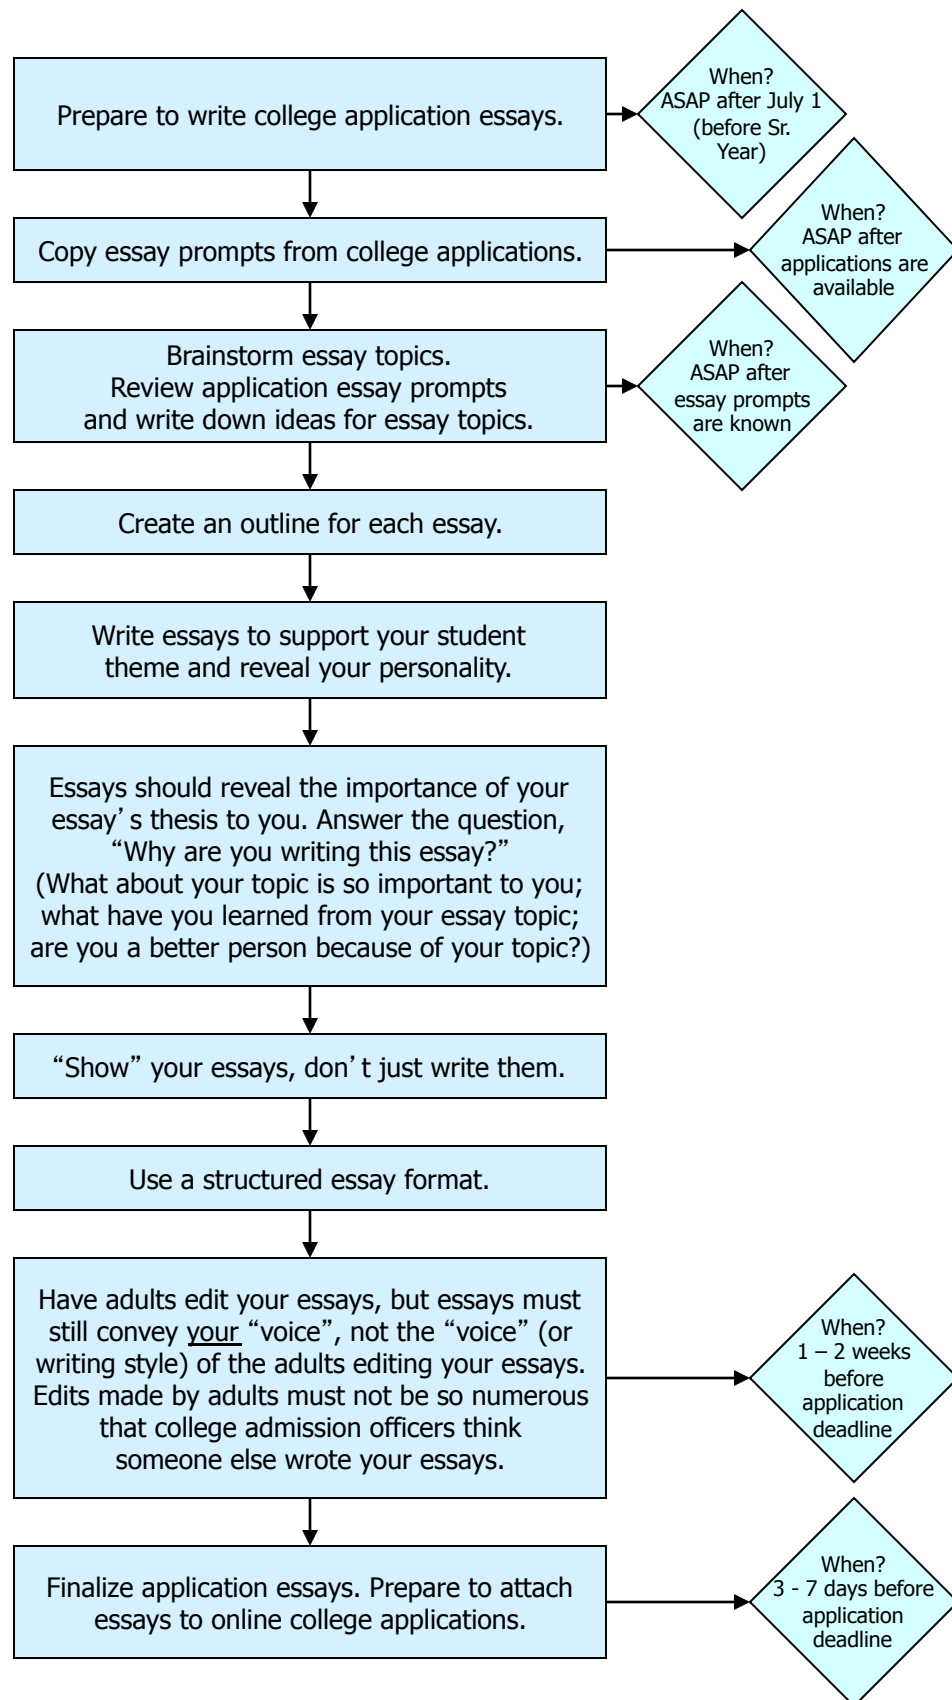 Prepare to write college application essays.
When?
ASAP after July 1
(before Sr.
Year)
Copy essay prompts from college applications.
When?
ASAP after
applications are
available
Brainstorm essay topics.
Review application essay prompts
and write down ideas for essay topics.
When?
ASAP after
essay prompts
are known
Create an outline for each essay.
Write essays to support your student
theme and reveal your personality.
Essays should reveal the importance of your
essay’s thesis to you. Answer the question,
“Why are you writing this essay?”
(What about your topic is so important to you;
what have you learned from your essay topic;
are you a better person because of your topic?)
“Show” your essays, don’t just write them.
Use a structured essay format.
Have adults edit your essays, but essays must
still convey your “voice”, not the “voice” (or
writing style) of the adults editing your essays.
Edits made by adults must not be so numerous
that college admission officers think
someone else wrote your essays.
When?
1 – 2 weeks
before
application
deadline
Finalize application essays. Prepare to attach
essays to online college applications.
When?
3 - 7 days before
application
deadline